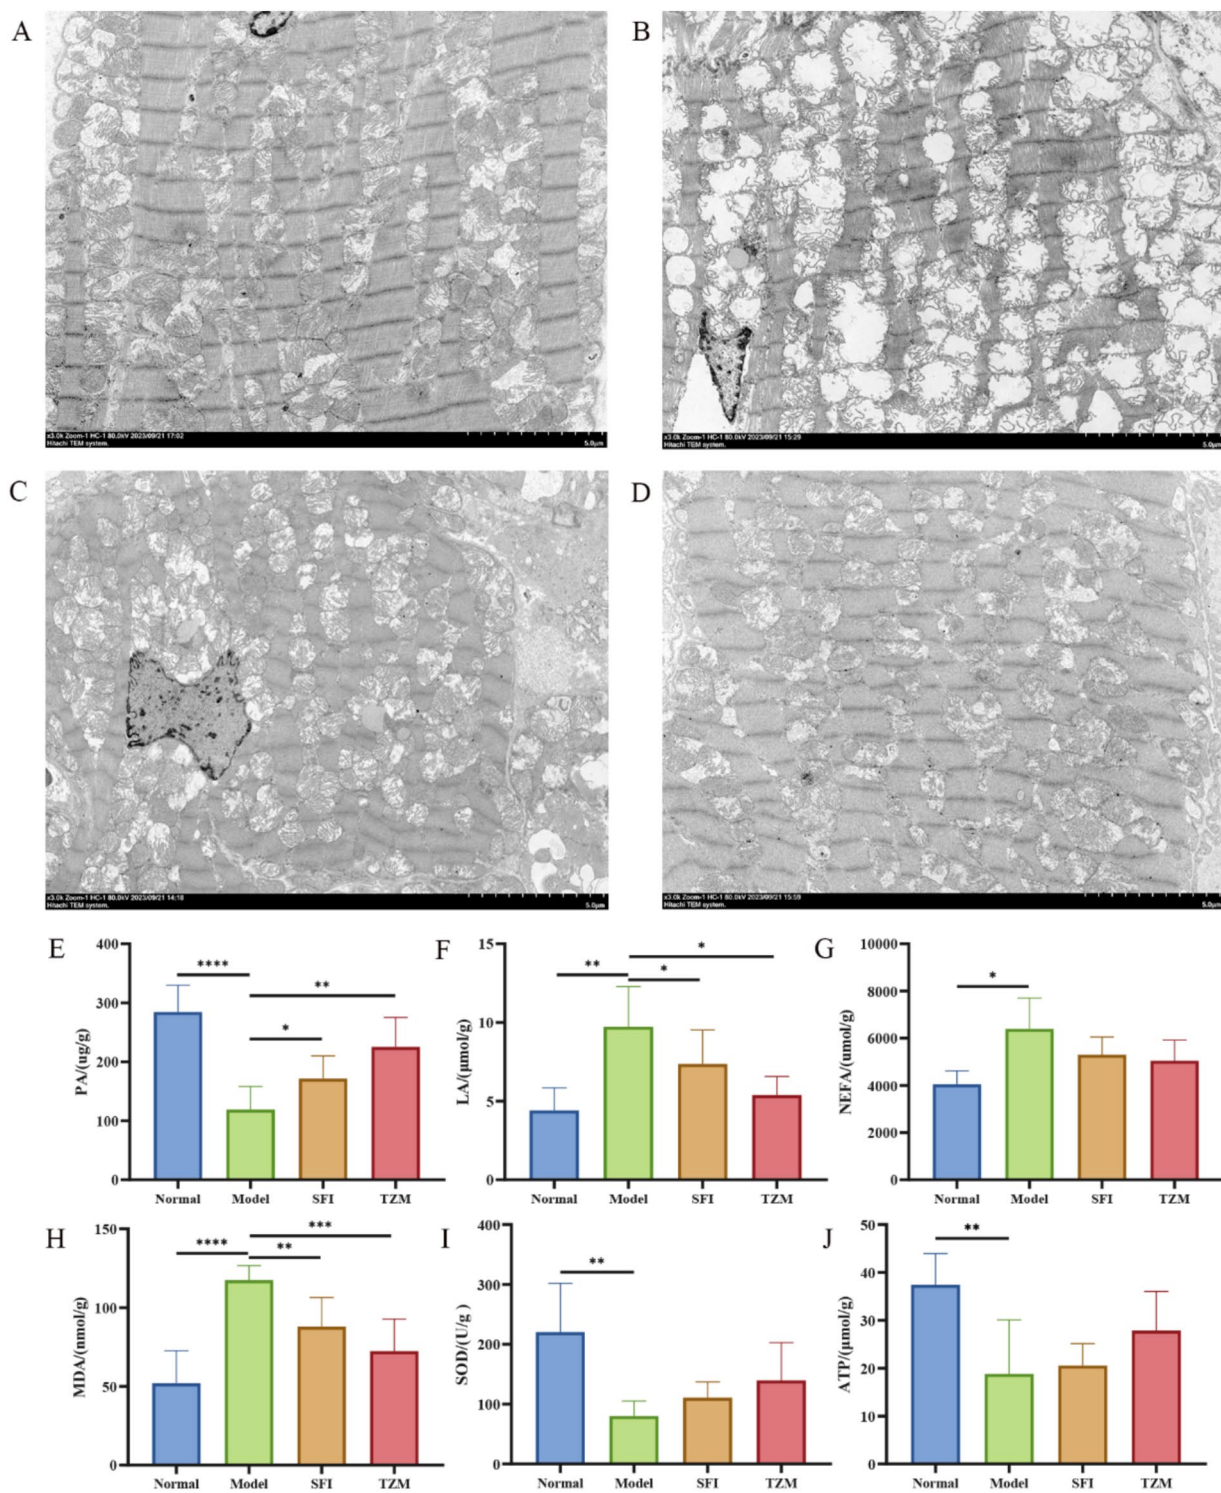 A
B
x3.0k Zoom-1 HC-1 80.0kV 2023/09/21 17:02
Hitachi TEM system.
5.0μm
x3.0k Zoom-1 HC-1 80.0kV 2023/09/21 15:29
Hitachi TEM system.
5.0μm
C
D
x3.0k Zoom-1 HC-1 80.0kV 2023/09/21 14:18
Hitachi TEM system.
5.0μm
x3.0k Zoom-1 HC-1 80.0kV 2023/09/21 15:59
Hitachi TEM system.
5.0μm
E
PA/(ug/g)
400
300
200
100
0
****
**
*
Normal Model SFI TZM
F
LA/(μmol/g)
15
10
5
0
*
**
*
Normal Model SFI TZM
G
NEFA/(umol/g)
10000
8000
6000
4000
2000
0
*
Normal Model SFI TZM
H
MDA/(nmol/g)
150
100
50
0
***
****
**
Normal Model SFI TZM
I
SOD/(U/g )
400
300
200
100
0
**
Normal Model SFI TZM
J
ATP/(μmol/g)
50
40
30
20
10
0
**
Normal Model SFI TZM